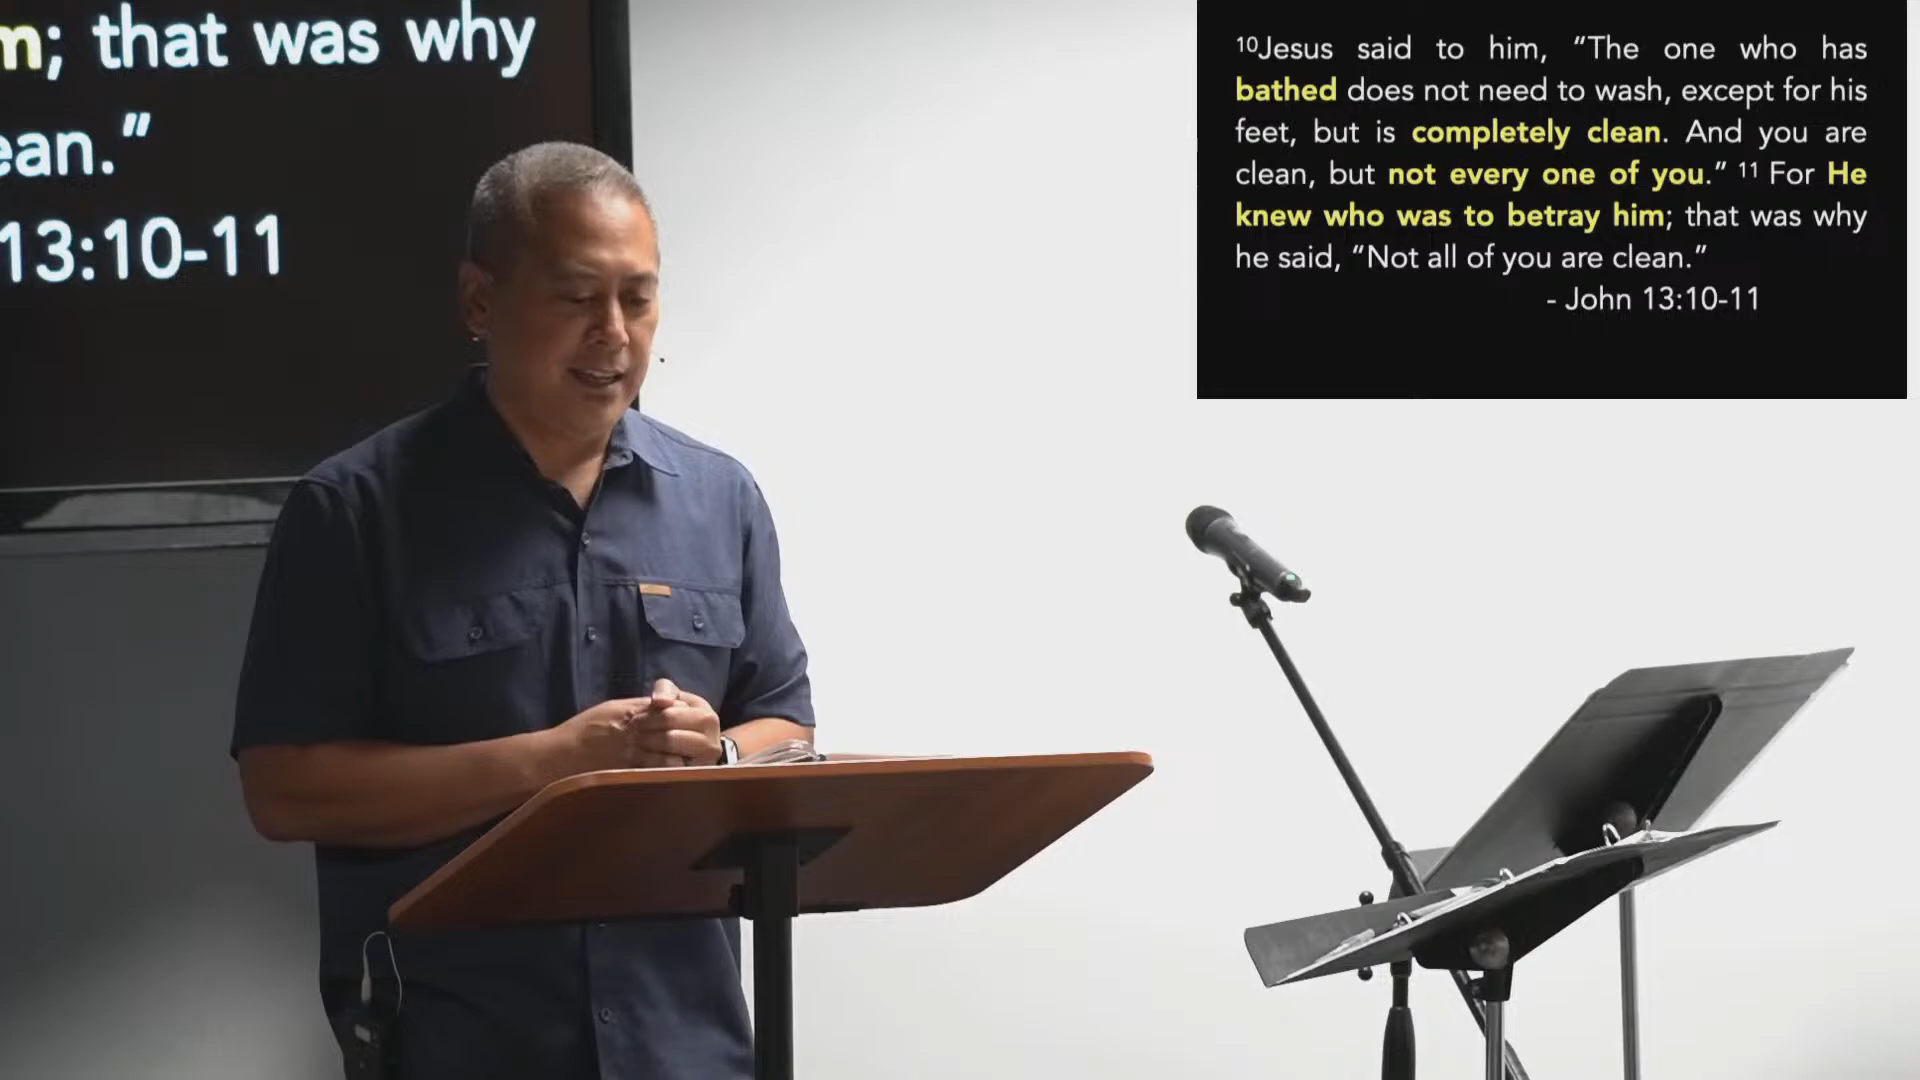 m; that was why
ean.”
13:10-11
¹⁰Jesus said to him, “The one who has
bathed does not need to wash, except for his
feet, but is completely clean. And you are
clean, but not every one of you.” ¹¹ For He
knew who was to betray him; that was why
he said, “Not all of you are clean.”
- John 13:10-11